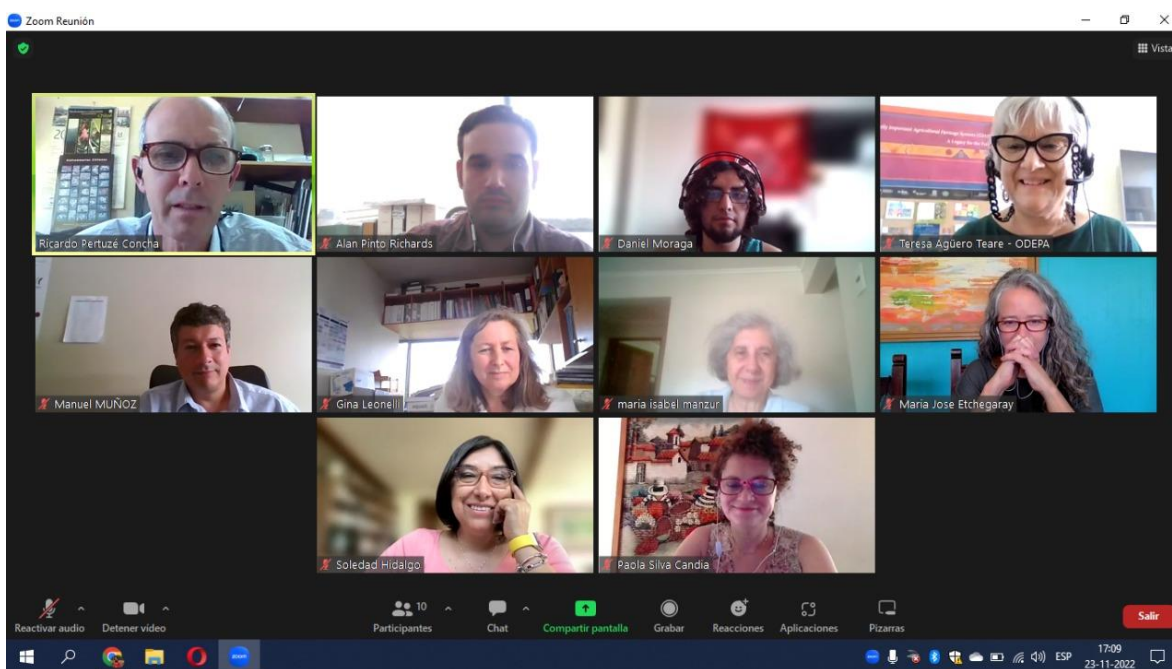 Zoom Reunión
Vista
Ricardo Pertuzé Concha
Alan Pinto Richards
Daniel Moraga
Teresa Agüero Teare - ODEPA
Manuel MUÑOZ
Gina Leonelli
maria isabel manzur
Maria Jose Etchegaray
Soledad Hidalgo
Paola Silva Candia
Reactivar audio
Detener vídeo
10
Participantes
Chat
Compartir pantalla
Grabar
Reacciones
Aplicaciones
Pizarras
Salir
zoom
ESP
17:09
23-11-2022